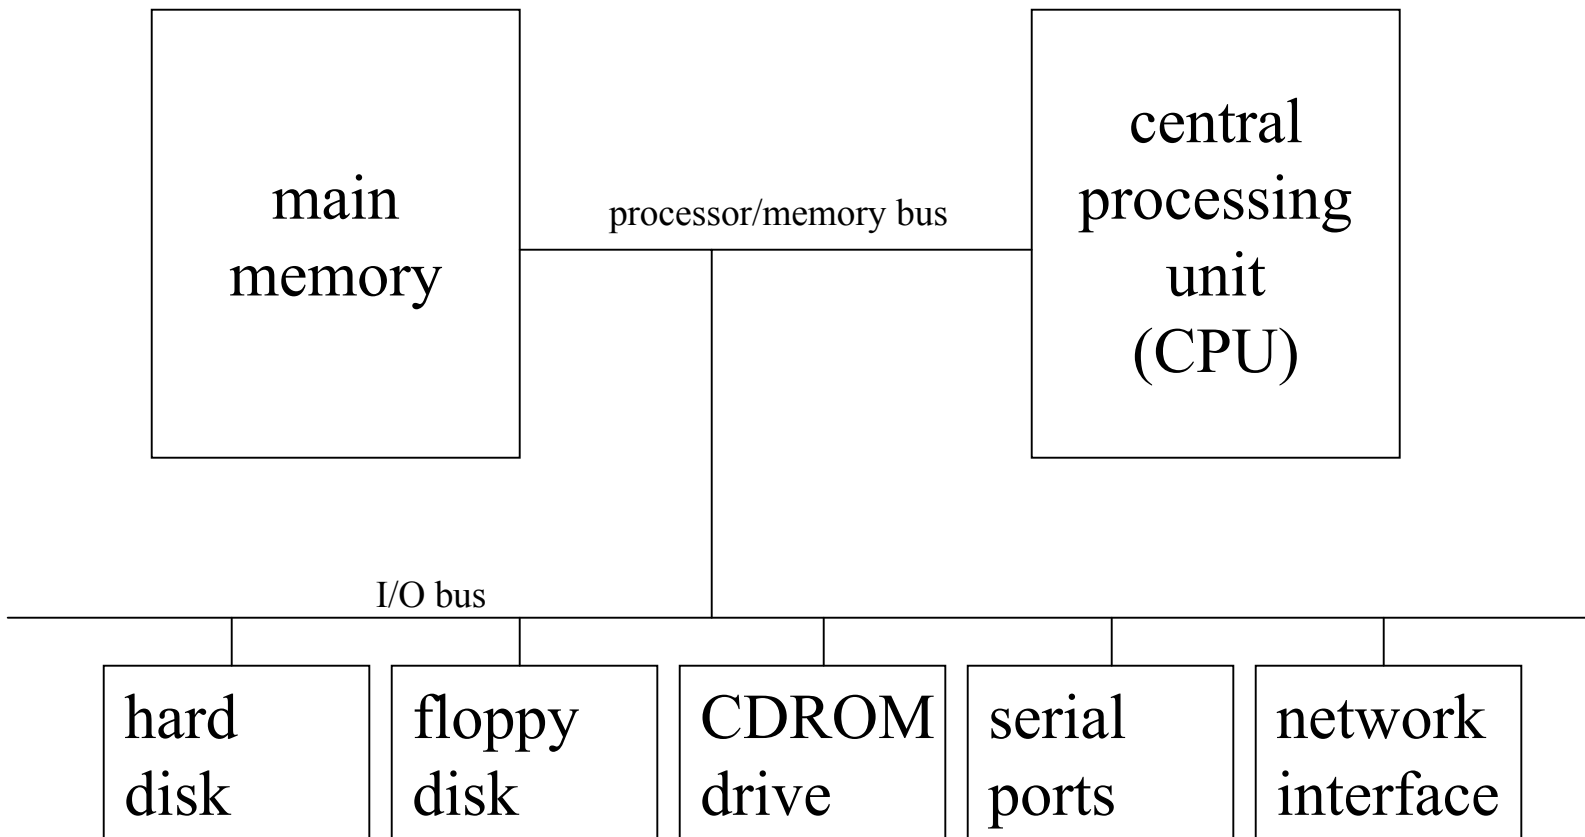 main
memory
processor/memory bus
central
processing
unit
(CPU)
I/O bus
hard
disk
floppy
disk
CDROM
drive
serial
ports
network
interface